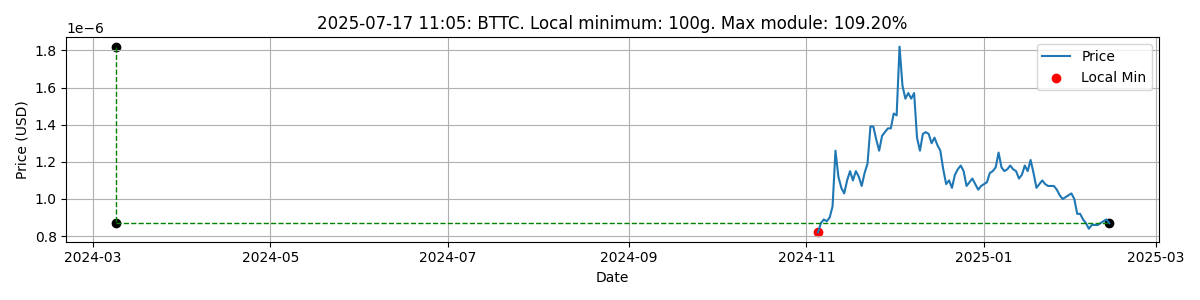 2025-07-17 11:05: BTTC. Local minimum: 100g. Max module: 109.20%
1e−6
1.8
1.6
1.4
1.2
1.0
0.8
Price (USD)
Price
Local Min
2024-03
2024-05
2024-07
2024-09
2024-11
2025-01
2025-03
Date